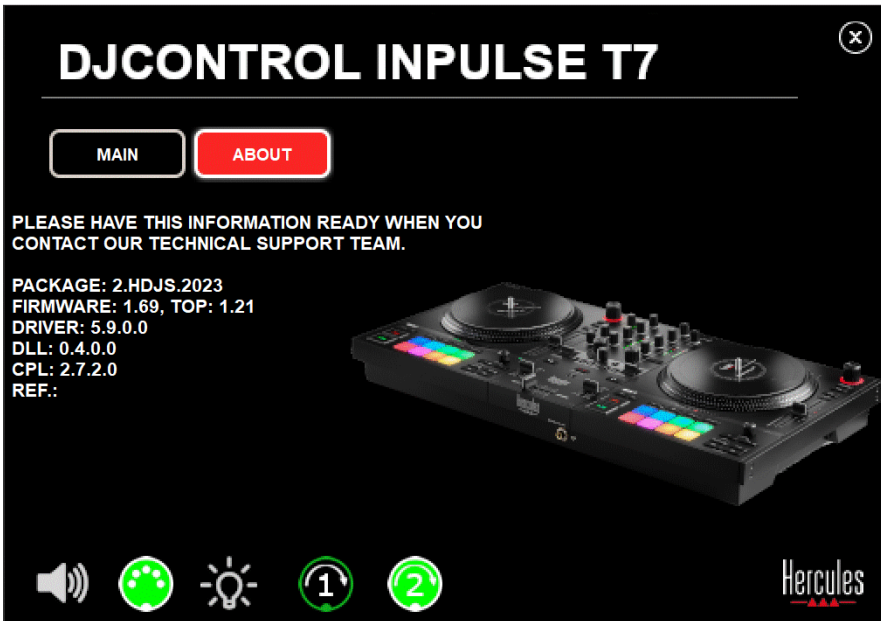 DJCONTROL INPULSE T7
X
MAIN
ABOUT
PLEASE HAVE THIS INFORMATION READY WHEN YOU
CONTACT OUR TECHNICAL SUPPORT TEAM.
PACKAGE: 2.HDJS.2023
FIRMWARE: 1.69, TOP: 1.21
DRIVER: 5.9.0.0
DLL: 0.4.0.0
CPL: 2.7.2.0
REF.:
1
2
Hercules